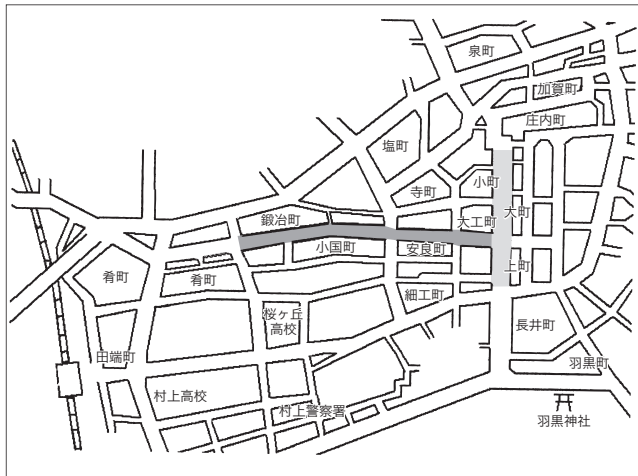 泉町
加賀町
庄内町
塩町
小町
寺町
大町
鍛冶町
大工町
小国町
安良町
上町
肴町
肴町
細工町
桜ヶ丘
高校
長井町
田端町
羽黒町
村上高校
村上警察署
羽黒神社